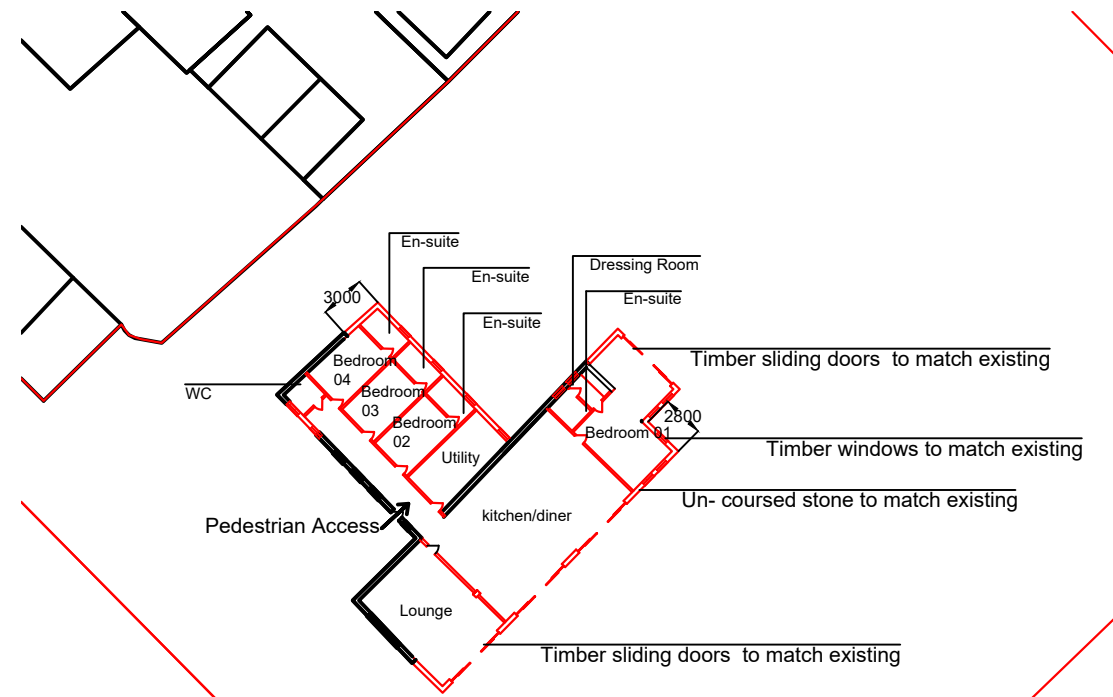 En-suite
En-suite
Dressing Room
3000
En-suite
En-suite
Timber sliding doors to match existing
Bedroom
04
WC
Bedroom
03
2800
Bedroom
02
Bedroom 01
Timber windows to match existing
Utility
Un- coursed stone to match existing
kitchen/diner
Pedestrian Access
Lounge
Timber sliding doors to match existing